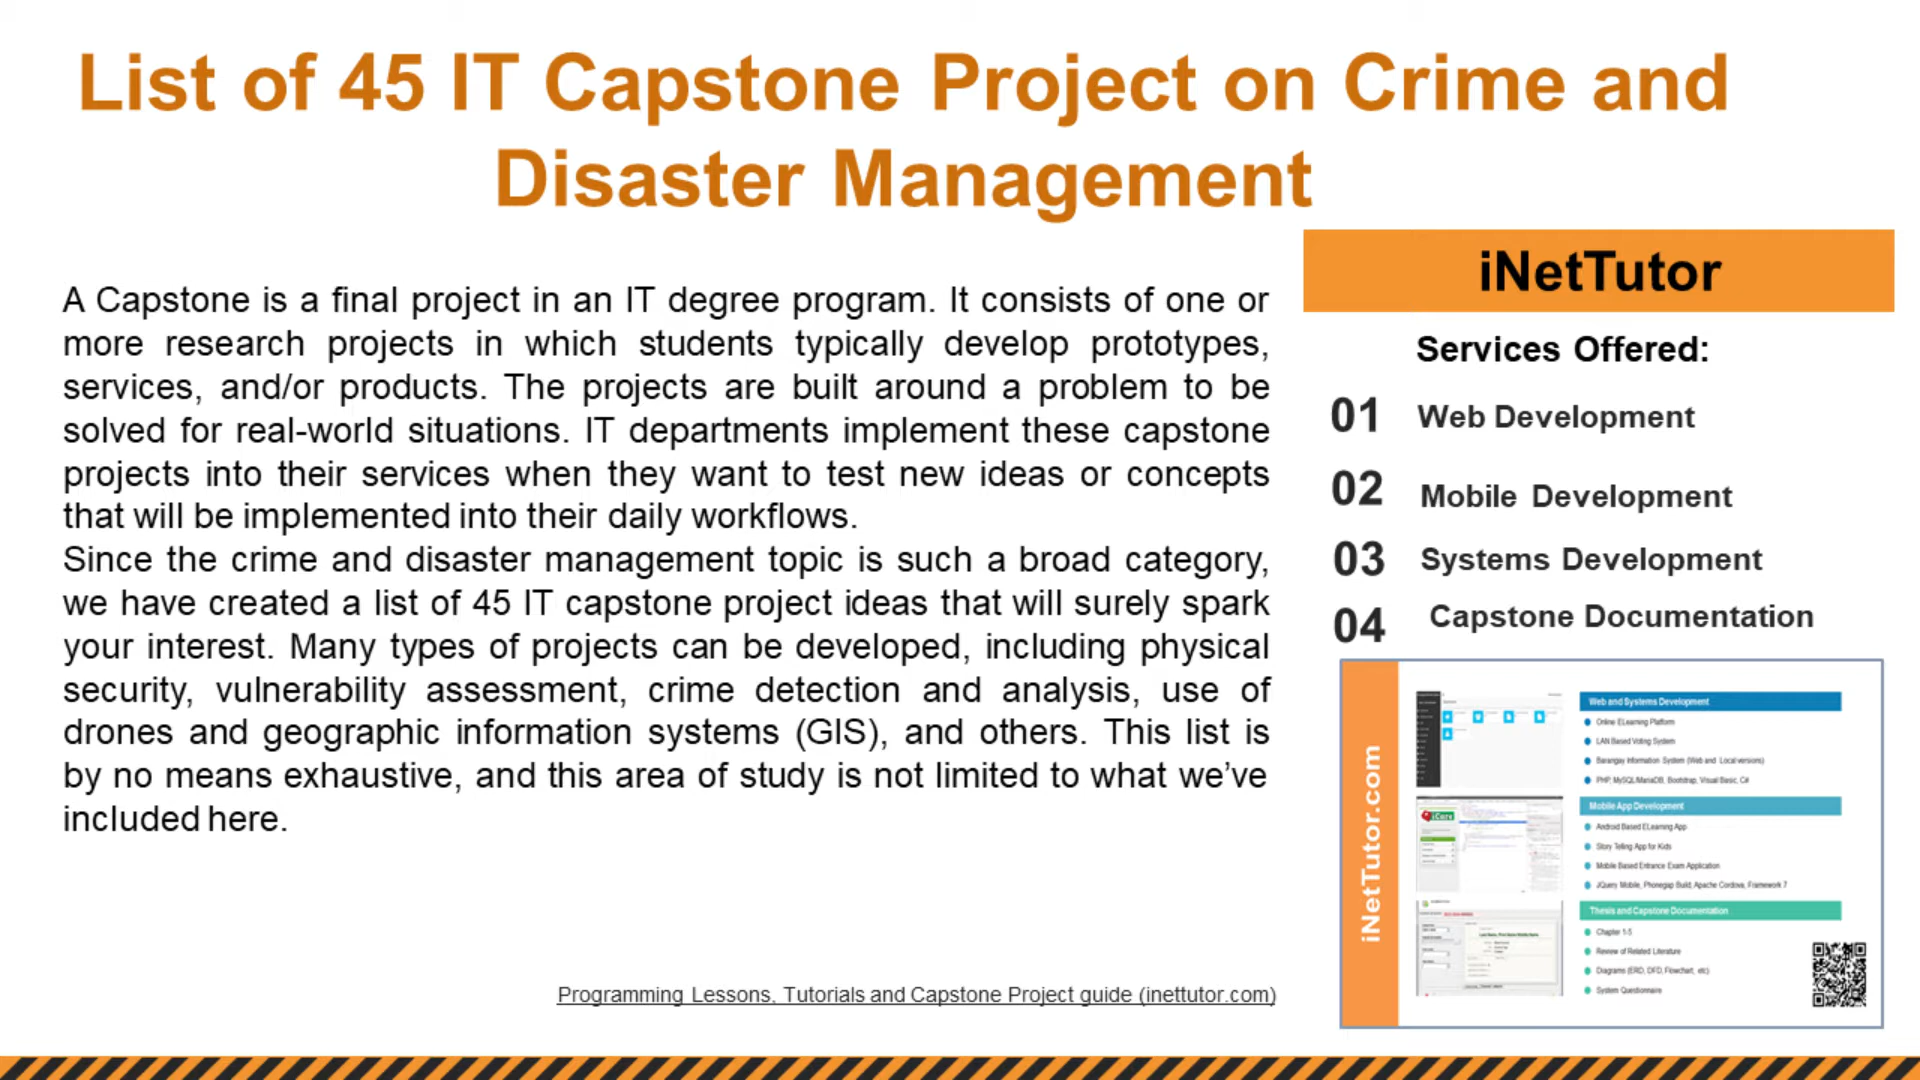 List of 45 IT Capstone Project on Crime and
Disaster Management
A Capstone is a final project in an IT degree program. It consists of one or
more research projects in which students typically develop prototypes,
services, and/or products. The projects are built around a problem to be
solved for real-world situations. IT departments implement these capstone
projects into their services when they want to test new ideas or concepts
that will be implemented into their daily workflows.
Since the crime and disaster management topic is such a broad category,
we have created a list of 45 IT capstone project ideas that will surely spark
your interest. Many types of projects can be developed, including physical
security, vulnerability assessment, crime detection and analysis, use of
drones and geographic information systems (GIS), and others. This list is
by no means exhaustive, and this area of study is not limited to what we’ve
included here.
Programming Lessons, Tutorials and Capstone Project guide (inettutor.com)
iNetTutor
Services Offered:
01 Web Development
02 Mobile Development
03 Systems Development
04 Capstone Documentation
iNetTutor.com
Web and Systems Development
Online ELearning Platform
LAN Based Voting System
Barangay Information System (Web and Local versions)
PHP, MySQL/MariaDB, Bootstrap, Visual Basic, C#
iCare
Mobile App Development
Android Based ELearning App
Story Telling App for Kids
Mobile Based Entrance Exam Application
JQuery Mobile, Phonegap Build, Apache Cordova, Framework 7
Thesis and Capstone Documentation
Chapter 1-5
Review of Related Literature
Diagrams (ERD, DFD, Flowchart, etc)
System Questionnaire